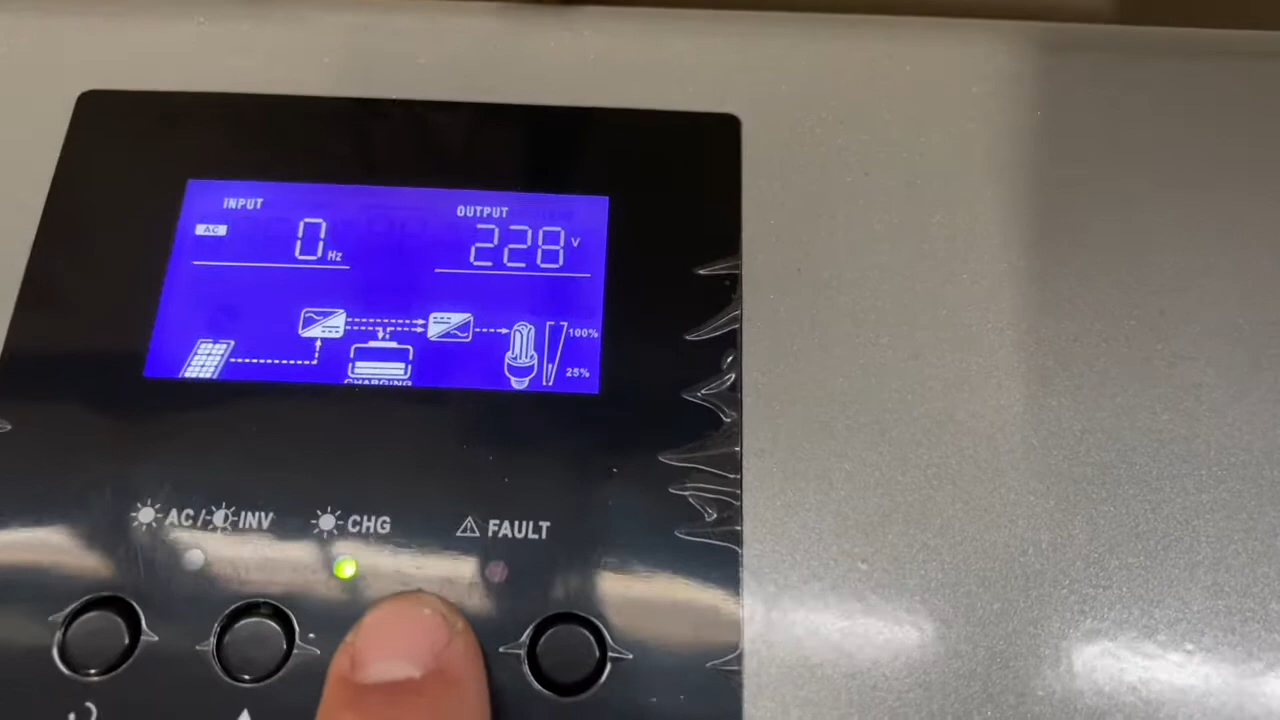 INPUT
OUTPUT
AC
0 Hz
228 V
100%
25%
CHARGING
AC/ INV
CHG
FAULT